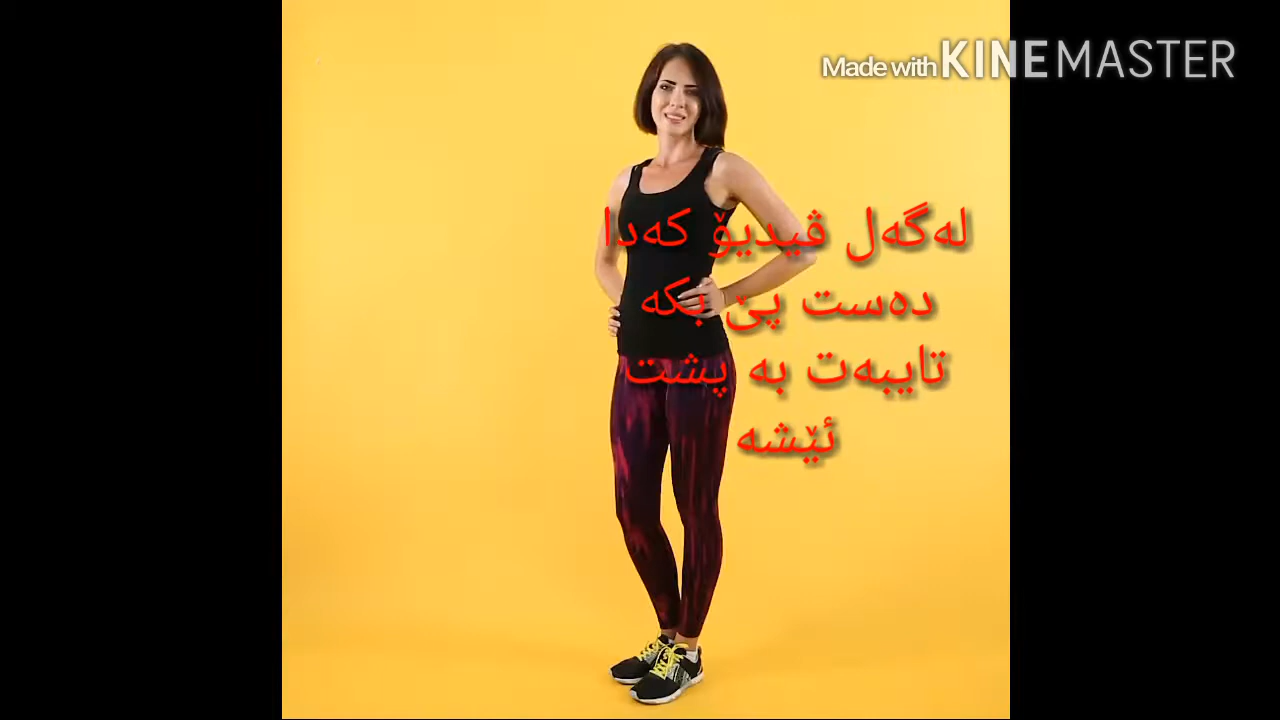 Made with KINEMASTER
لەگەل ڤیدیۆ کەدا
دەست پێ بکە
تایبەت بە پشت
ئێشە